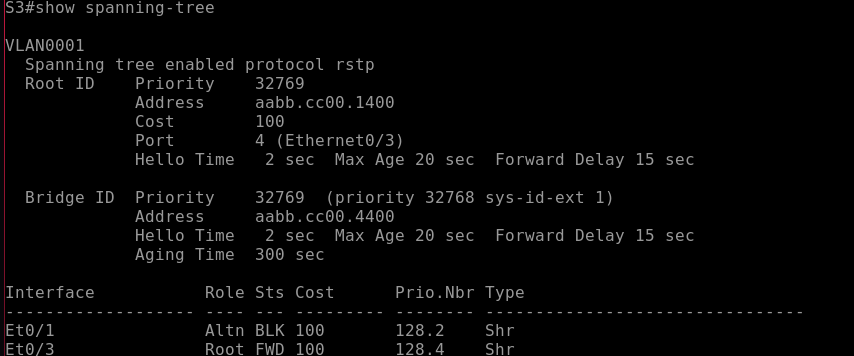 S3#show spanning-tree
VLAN0001
  Spanning tree enabled protocol rstp
  Root ID    Priority    32769
             Address     aabb.cc00.1400
             Cost        100
             Port        4 (Ethernet0/3)
             Hello Time   2 sec  Max Age 20 sec  Forward Delay 15 sec
  Bridge ID  Priority    32769  (priority 32768 sys-id-ext 1)
             Address     aabb.cc00.4400
             Hello Time   2 sec  Max Age 20 sec  Forward Delay 15 sec
             Aging Time  300 sec
Interface           Role Sts Cost      Prio.Nbr Type
------------------- ---- --- --------- -------- --------------------------------
Et0/1               Altn BLK 100       128.2    Shr
Et0/3               Root FWD 100       128.4    Shr